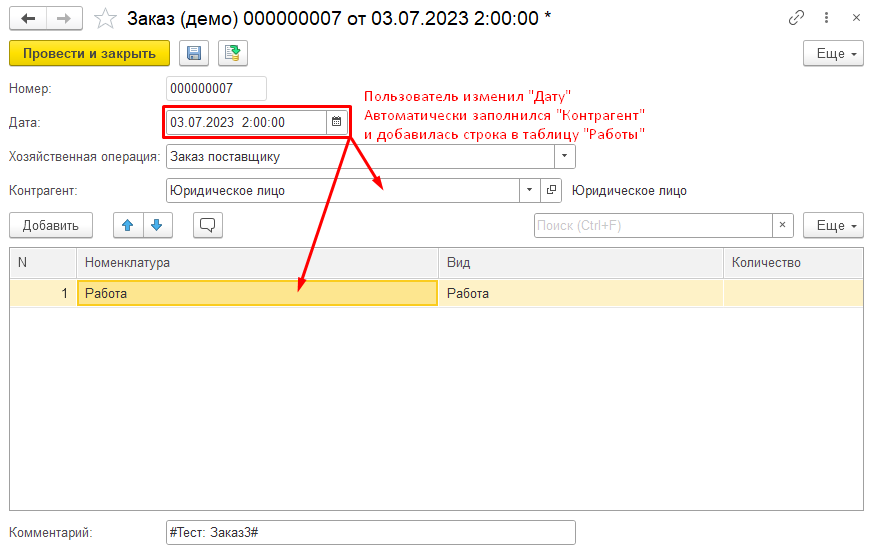 Заказ (демо) 000000007 от 03.07.2023 2:00:00 *
Провести и закрыть
Еще
Номер: 000000007
Пользователь изменил "Дату"
Автоматически заполнился "Контрагент"
и добавилась строка в таблицу "Работы"
Дата: 03.07.2023 2:00:00
Хозяйственная операция: Заказ поставщику
Контрагент: Юридическое лицо Юридическое лицо
Добавить Поиск (Ctrl+F) × Еще
N Номенклатура Вид Количество
1 Работа Работа
Комментарий: #Тест: Заказ3#